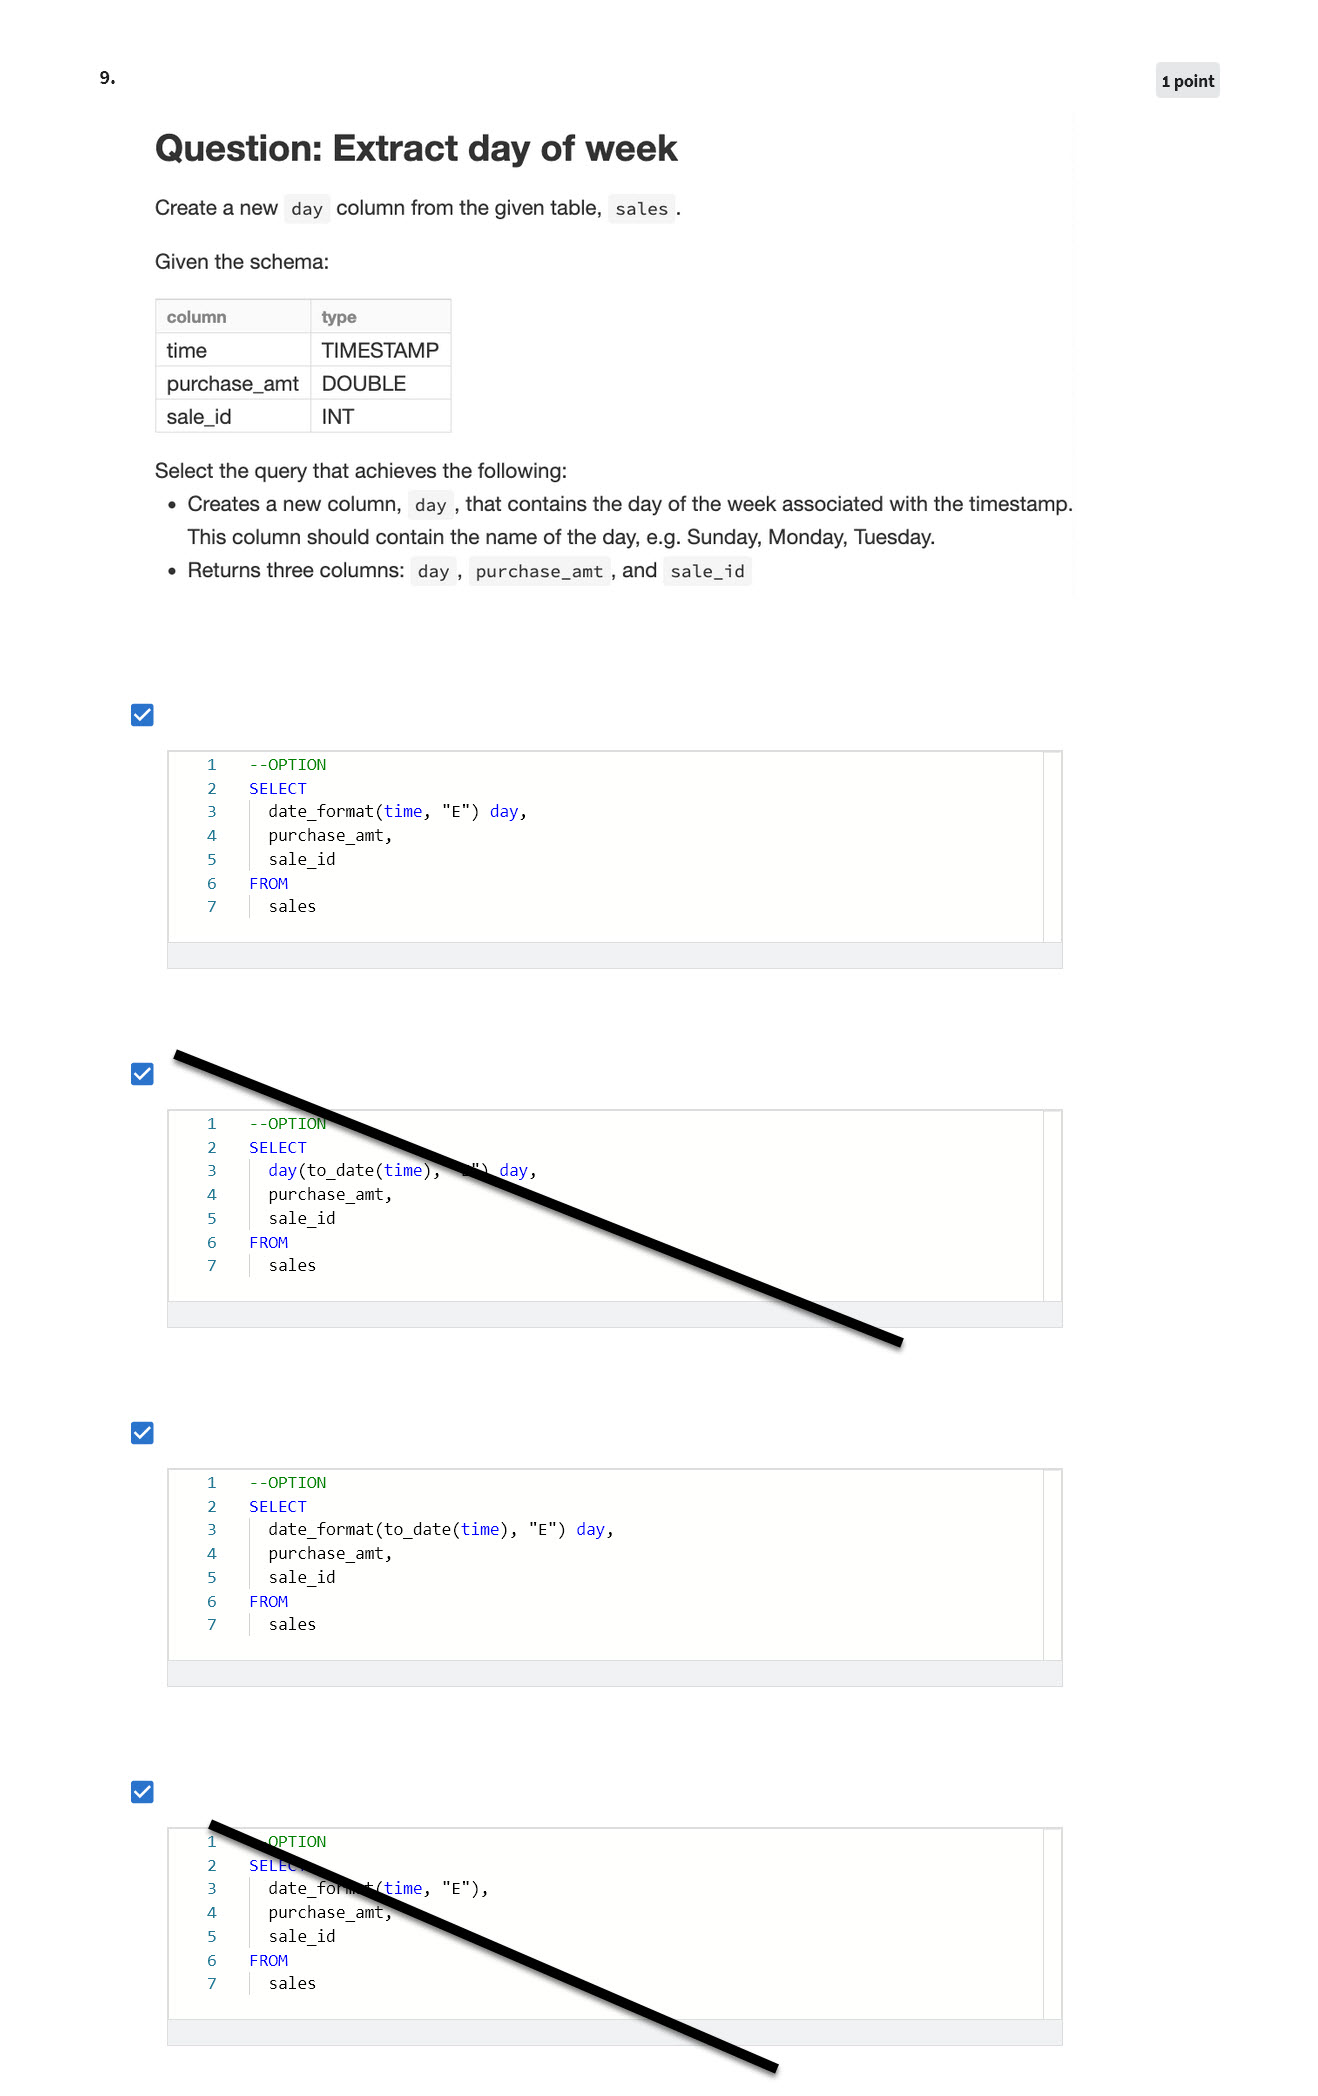 9.
1 point
Question: Extract day of week
Create a new day column from the given table, sales.
Given the schema:
column type
time TIMESTAMP
purchase_amt DOUBLE
sale_id INT
Select the query that achieves the following:
• Creates a new column, day, that contains the day of the week associated with the timestamp.
This column should contain the name of the day, e.g. Sunday, Monday, Tuesday.
• Returns three columns: day, purchase_amt, and sale_id
1 --OPTION
2 SELECT
3 date_format(time, "E") day,
4 purchase_amt,
5 sale_id
6 FROM
7 sales
1 --OPTION
2 SELECT
3 day(to_date(time), ") day,
4 purchase_amt,
5 sale_id
6 FROM
7 sales
1 --OPTION
2 SELECT
3 date_format(to_date(time), "E") day,
4 purchase_amt,
5 sale_id
6 FROM
7 sales
1 --OPTION
2 SELECT
3 date_format(time, "E"),
4 purchase_amt,
5 sale_id
6 FROM
7 sales